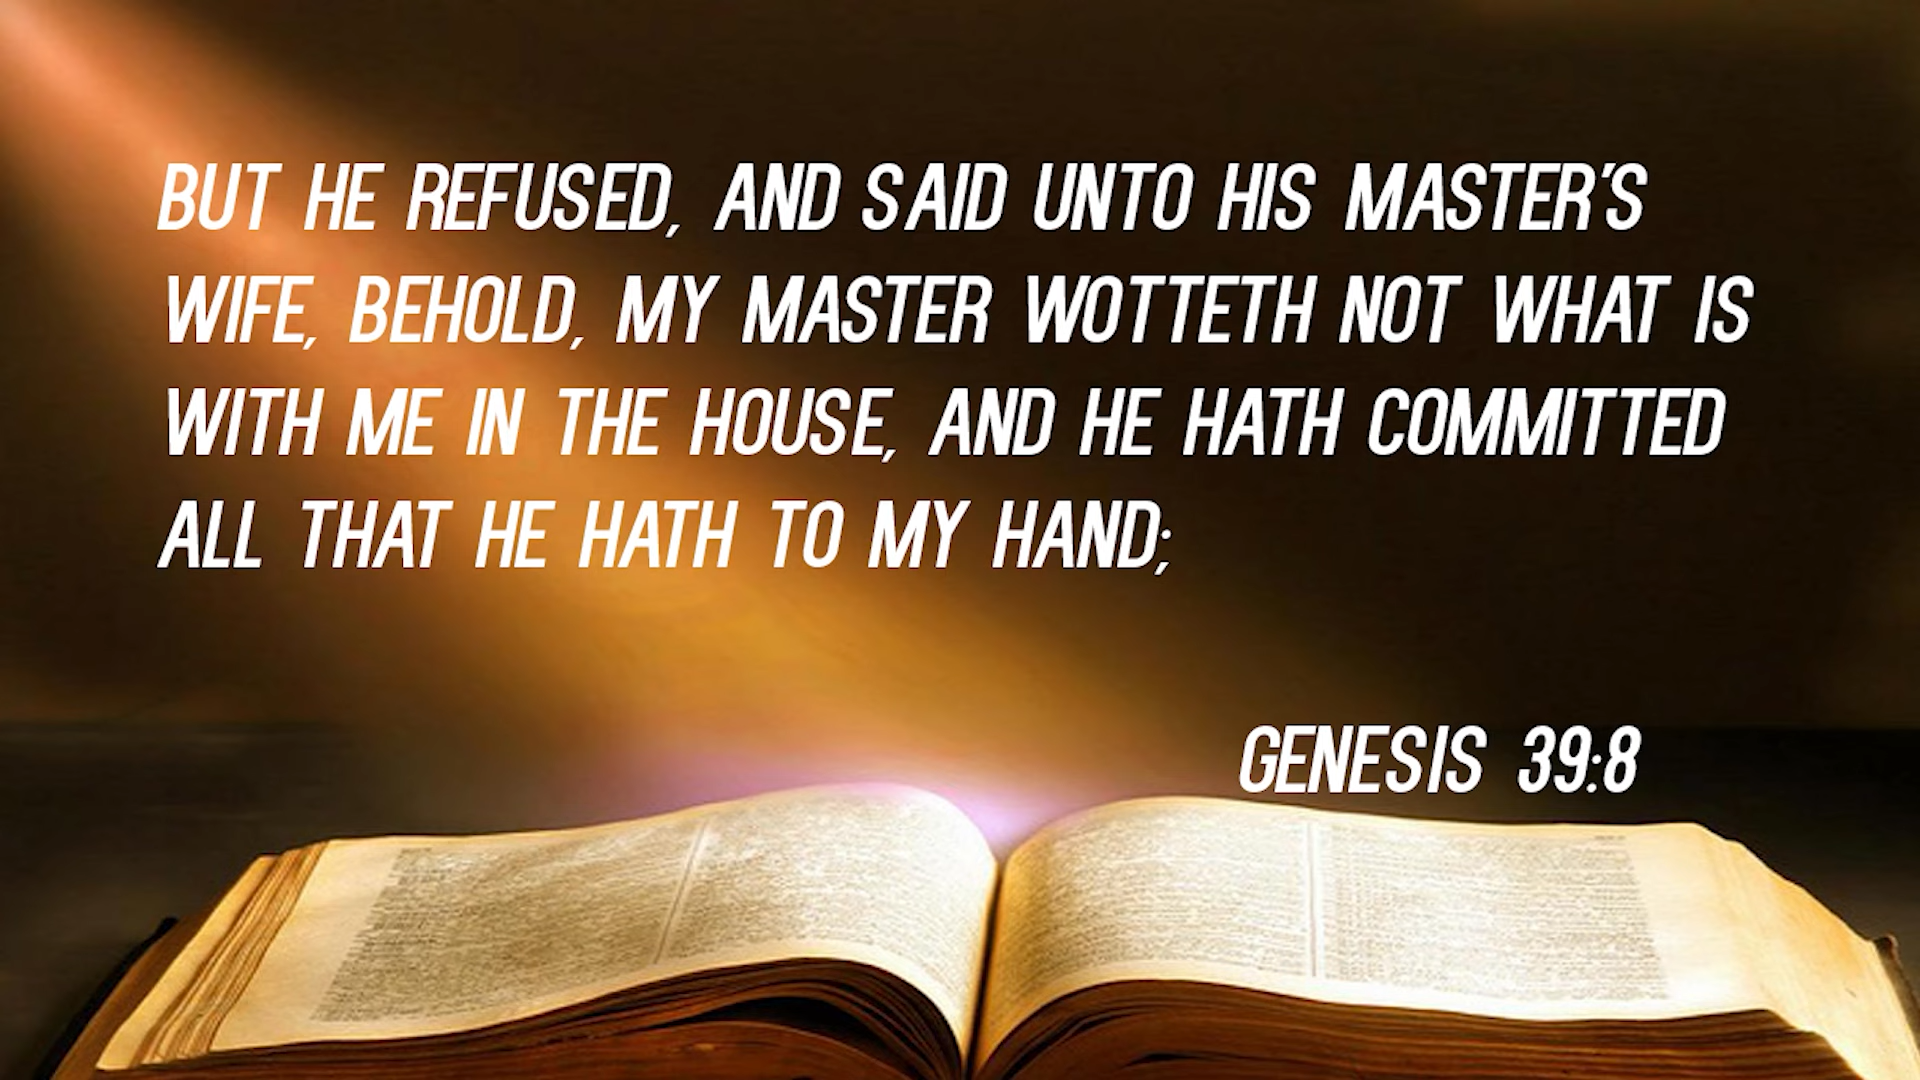 BUT HE REFUSED, AND SAID UNTO HIS MASTER'S
WIFE, BEHOLD, MY MASTER WOTTETH NOT WHAT IS
WITH ME IN THE HOUSE, AND HE HATH COMMITTED
ALL THAT HE HATH TO MY HAND;
GENESIS 39:8